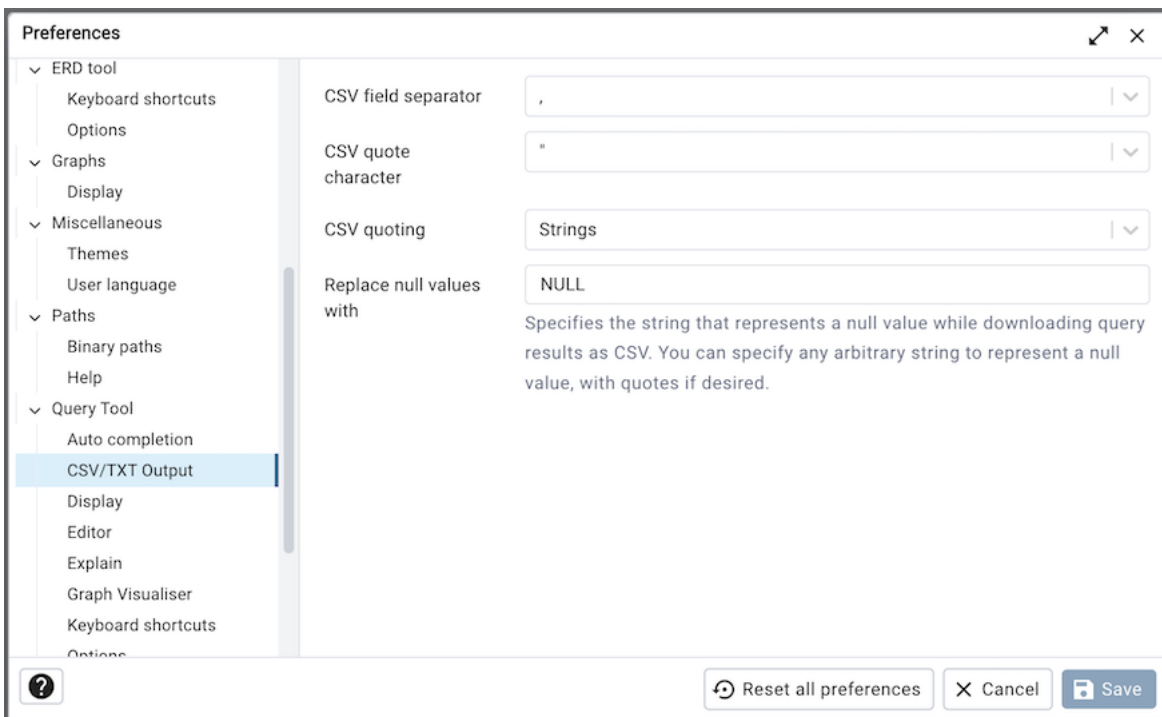 Preferences
ERD tool
Keyboard shortcuts
Options
Graphs
Display
Miscellaneous
Themes
User language
Paths
Binary paths
Help
Query Tool
Auto completion
CSV/TXT Output
Display
Editor
Explain
Graph Visualiser
Keyboard shortcuts
Options
CSV field separator
,
CSV quote
character
"
CSV quoting
Strings
Replace null values
with
NULL
Specifies the string that represents a null value while downloading query
results as CSV. You can specify any arbitrary string to represent a null
value, with quotes if desired.
?
Reset all preferences
Cancel
Save